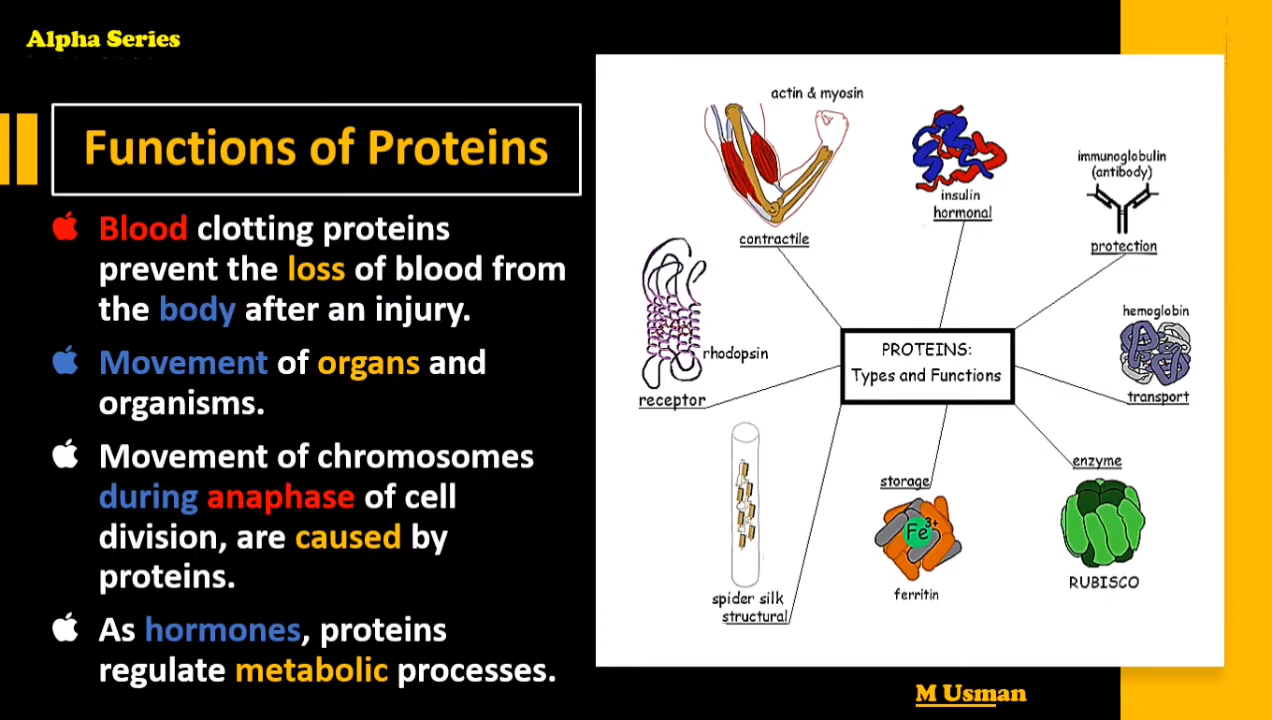 Alpha Series
Functions of Proteins
Blood clotting proteins
prevent the loss of blood from
the body after an injury.
Movement of organs and
organisms.
Movement of chromosomes
during anaphase of cell
division, are caused by
proteins.
As hormones, proteins
regulate metabolic processes.
actin & myosin
contractile
insulin
hormonal
immunoglobulin
(antibody)
protection
rhodopsin
receptor
PROTEINS:
Types and Functions
hemoglobin
transport
spider silk
structural
storage
Fe3+
ferritin
enzyme
RUBISCO
M Usman